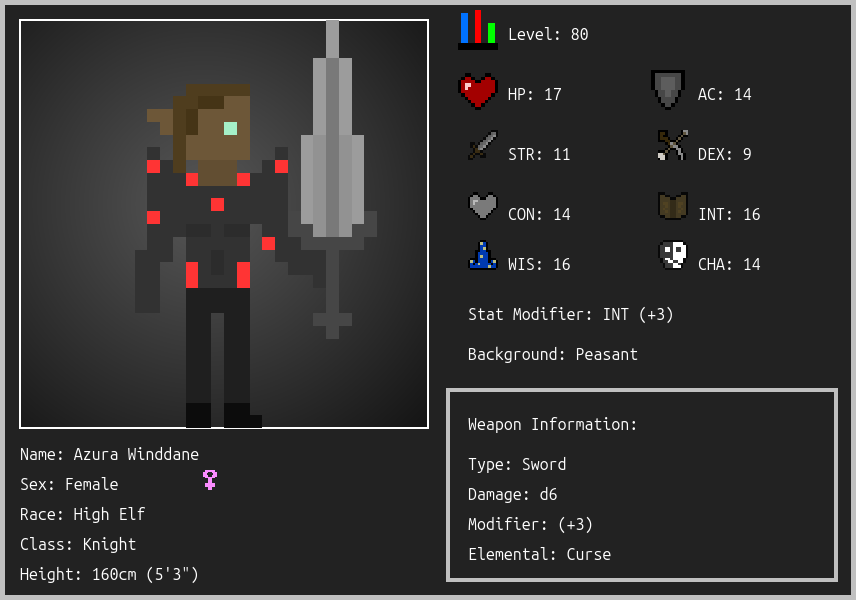 Level: 80
HP: 17
AC: 14
STR: 11
DEX: 9
CON: 14
INT: 16
WIS: 16
CHA: 14
Stat Modifier: INT (+3)
Background: Peasant
Weapon Information:
Type: Sword
Damage: d6
Modifier: (+3)
Elemental: Curse
Name: Azura Winddane
Sex: Female
Race: High Elf
Class: Knight
Height: 160cm (5'3")